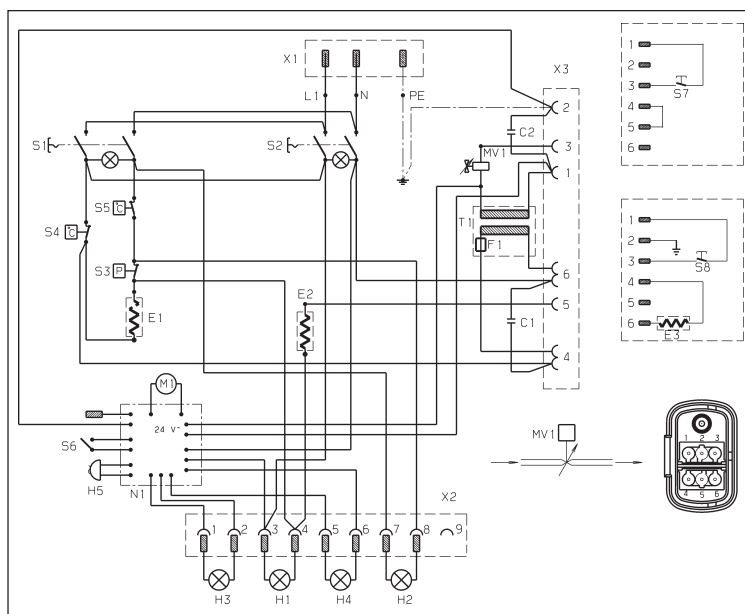 X1
L1
N
PE
X3
2
C2
3
MV1
1
S1
S2
S5
°C
S4
°C
T1
F1
S3
P
6
E1
E2
5
C1
4
M1
24 V~
S6
H5
N1
X2
1
2
3
4
5
6
7
8
9
H3
H1
H4
H2
1
2
3
S7
4
5
6
1
2
3
S8
4
5
6
E3
MV1
1 2 3
4 5 6